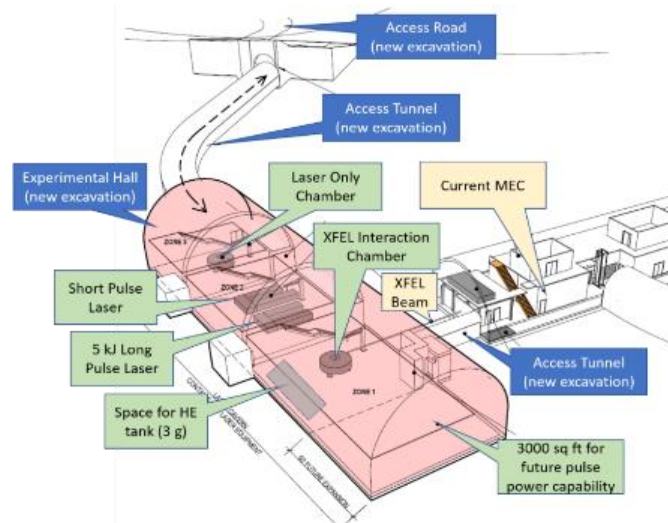 Access Road
(new excavation)
Access Tunnel
(new excavation)
Experimental Hall
(new excavation)
Laser Only
Chamber
Current MEC
XFEL Interaction
Chamber
ZONE 3
XFEL
Beam
Short Pulse
Laser
ZONE 2
5 kJ Long
Pulse Laser
Access Tunnel
(new excavation)
ZONE 1
Space for HE
tank (3 g)
3000 sq ft for
future pulse
power capability
FUTURE EXPANSION